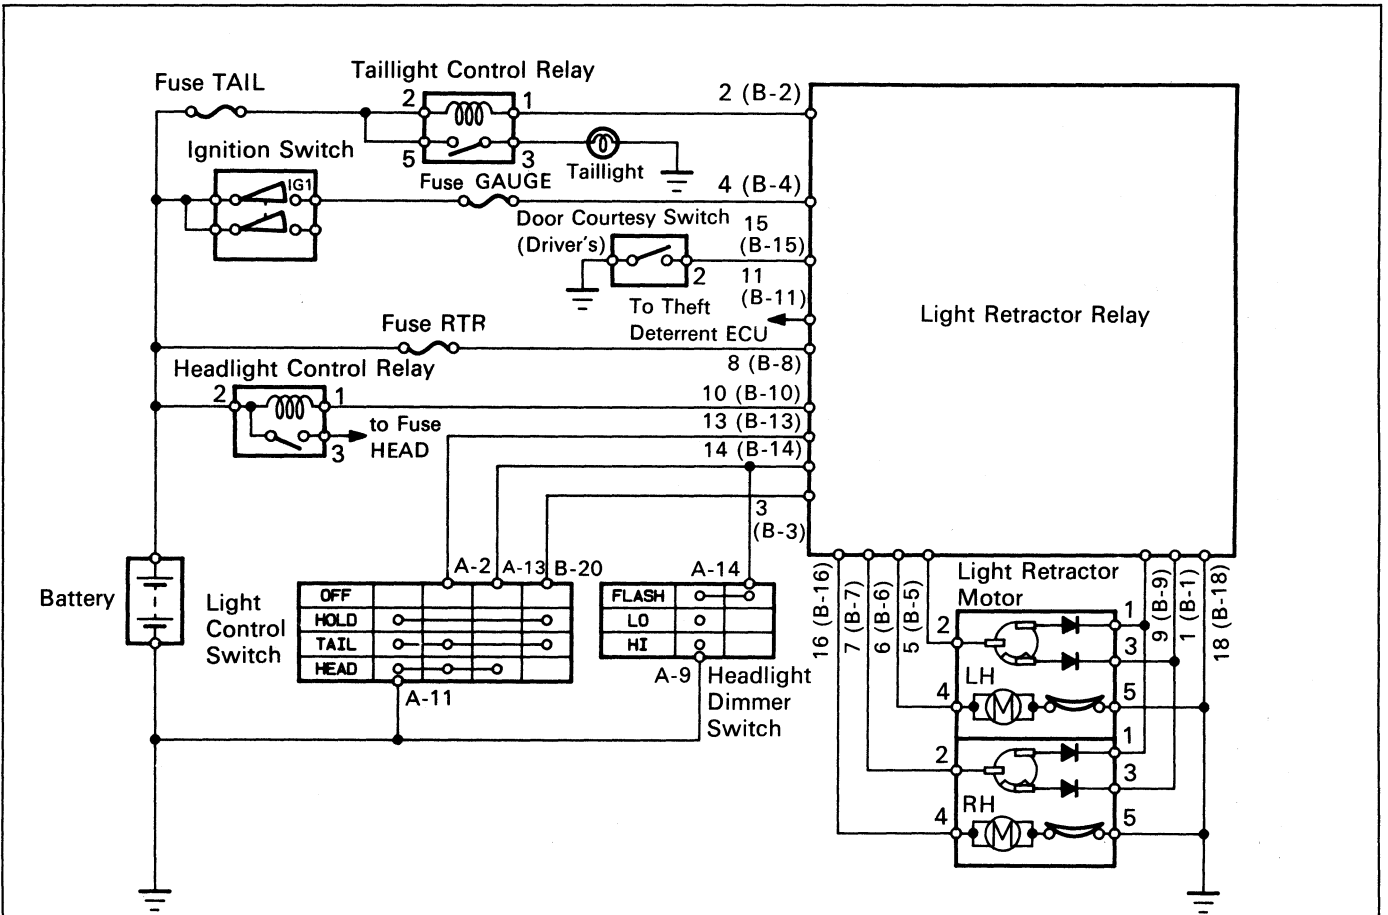 Taillight Control Relay
Fuse TAIL
2
1
2 (B-2)
5
3
Taillight
Ignition Switch
IG1
Fuse GAUGE
4 (B-4)
Door Courtesy Switch
(Driver's)
15
(B-15)
2
11
(B-11)
To Theft
Deterrent ECU
Light Retractor Relay
Fuse RTR
8 (B-8)
Headlight Control Relay
2
1
10 (B-10)
to Fuse
HEAD
3
13 (B-13)
14 (B-14)
3
(B-3)
Battery
Light
Control
Switch
A-2
A-13
B-20
OFF
HOLD
TAIL
HEAD
A-11
A-14
FLASH
LO
HI
A-9
Headlight
Dimmer
Switch
16 (B-16)
7 (B-7)
6 (B-6)
5 (B-5)
Light Retractor
Motor
9 (B-9)
1 (B-1)
18 (B-18)
2
1
3
LH
4
M
5
2
1
3
RH
4
M
5